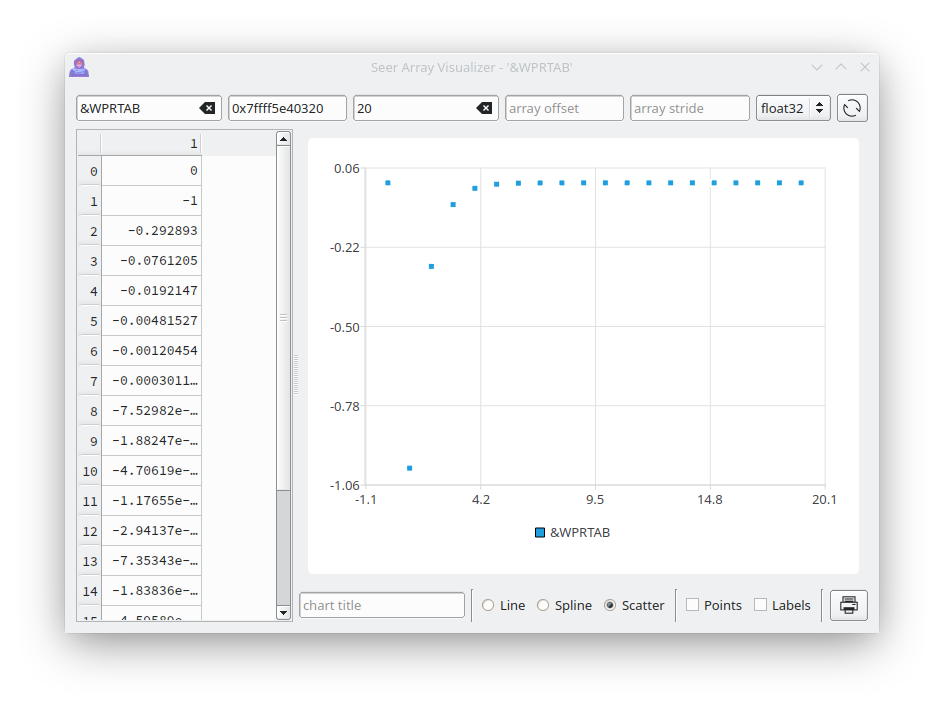 Seer Array Visualizer - '&WPRTAB'
&WPRTAB 0x7ffff5e40320 20 array offset array stride float32
1
0 0
1 -1
2 -0.292893
3 -0.0761205
4 -0.0192147
5 -0.00481527
6 -0.00120454
7 -0.0003011…
8 -7.52982e-…
9 -1.88247e-…
10 -4.70619e-…
11 -1.17655e-…
12 -2.94137e-…
13 -7.35343e-…
14 -1.83836e-…
0.06
-0.22
-0.50
-0.78
-1.06
-1.1 4.2 9.5 14.8 20.1
&WPRTAB
chart title Line Spline Scatter Points Labels